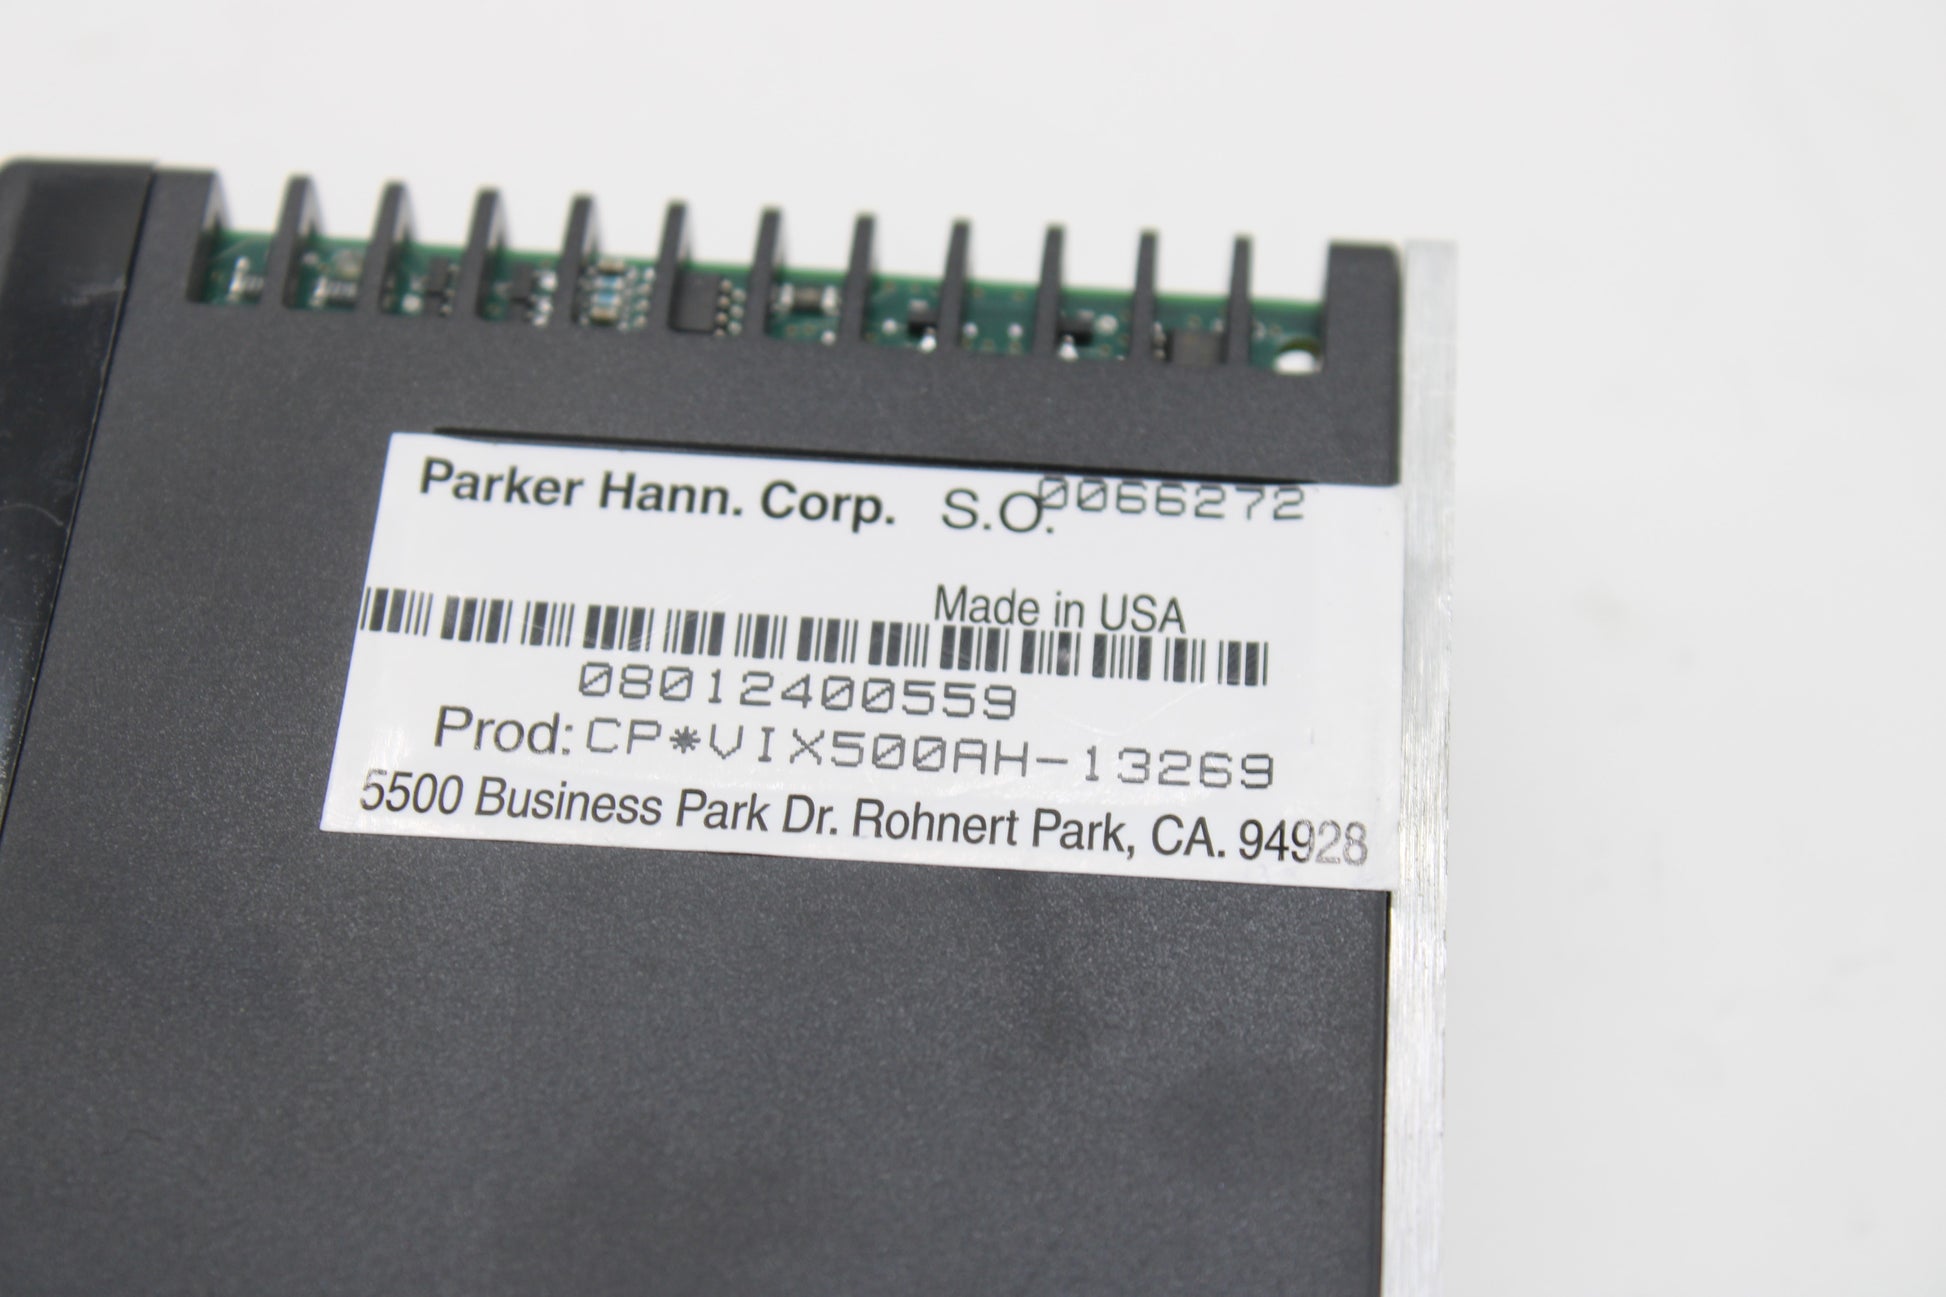 Parker Hann. Corp. S.O. 0066272
Made in USA
08012400559
Prod: CP*VIX500AH-13269
5500 Business Park Dr. Rohnert Park, CA. 94928